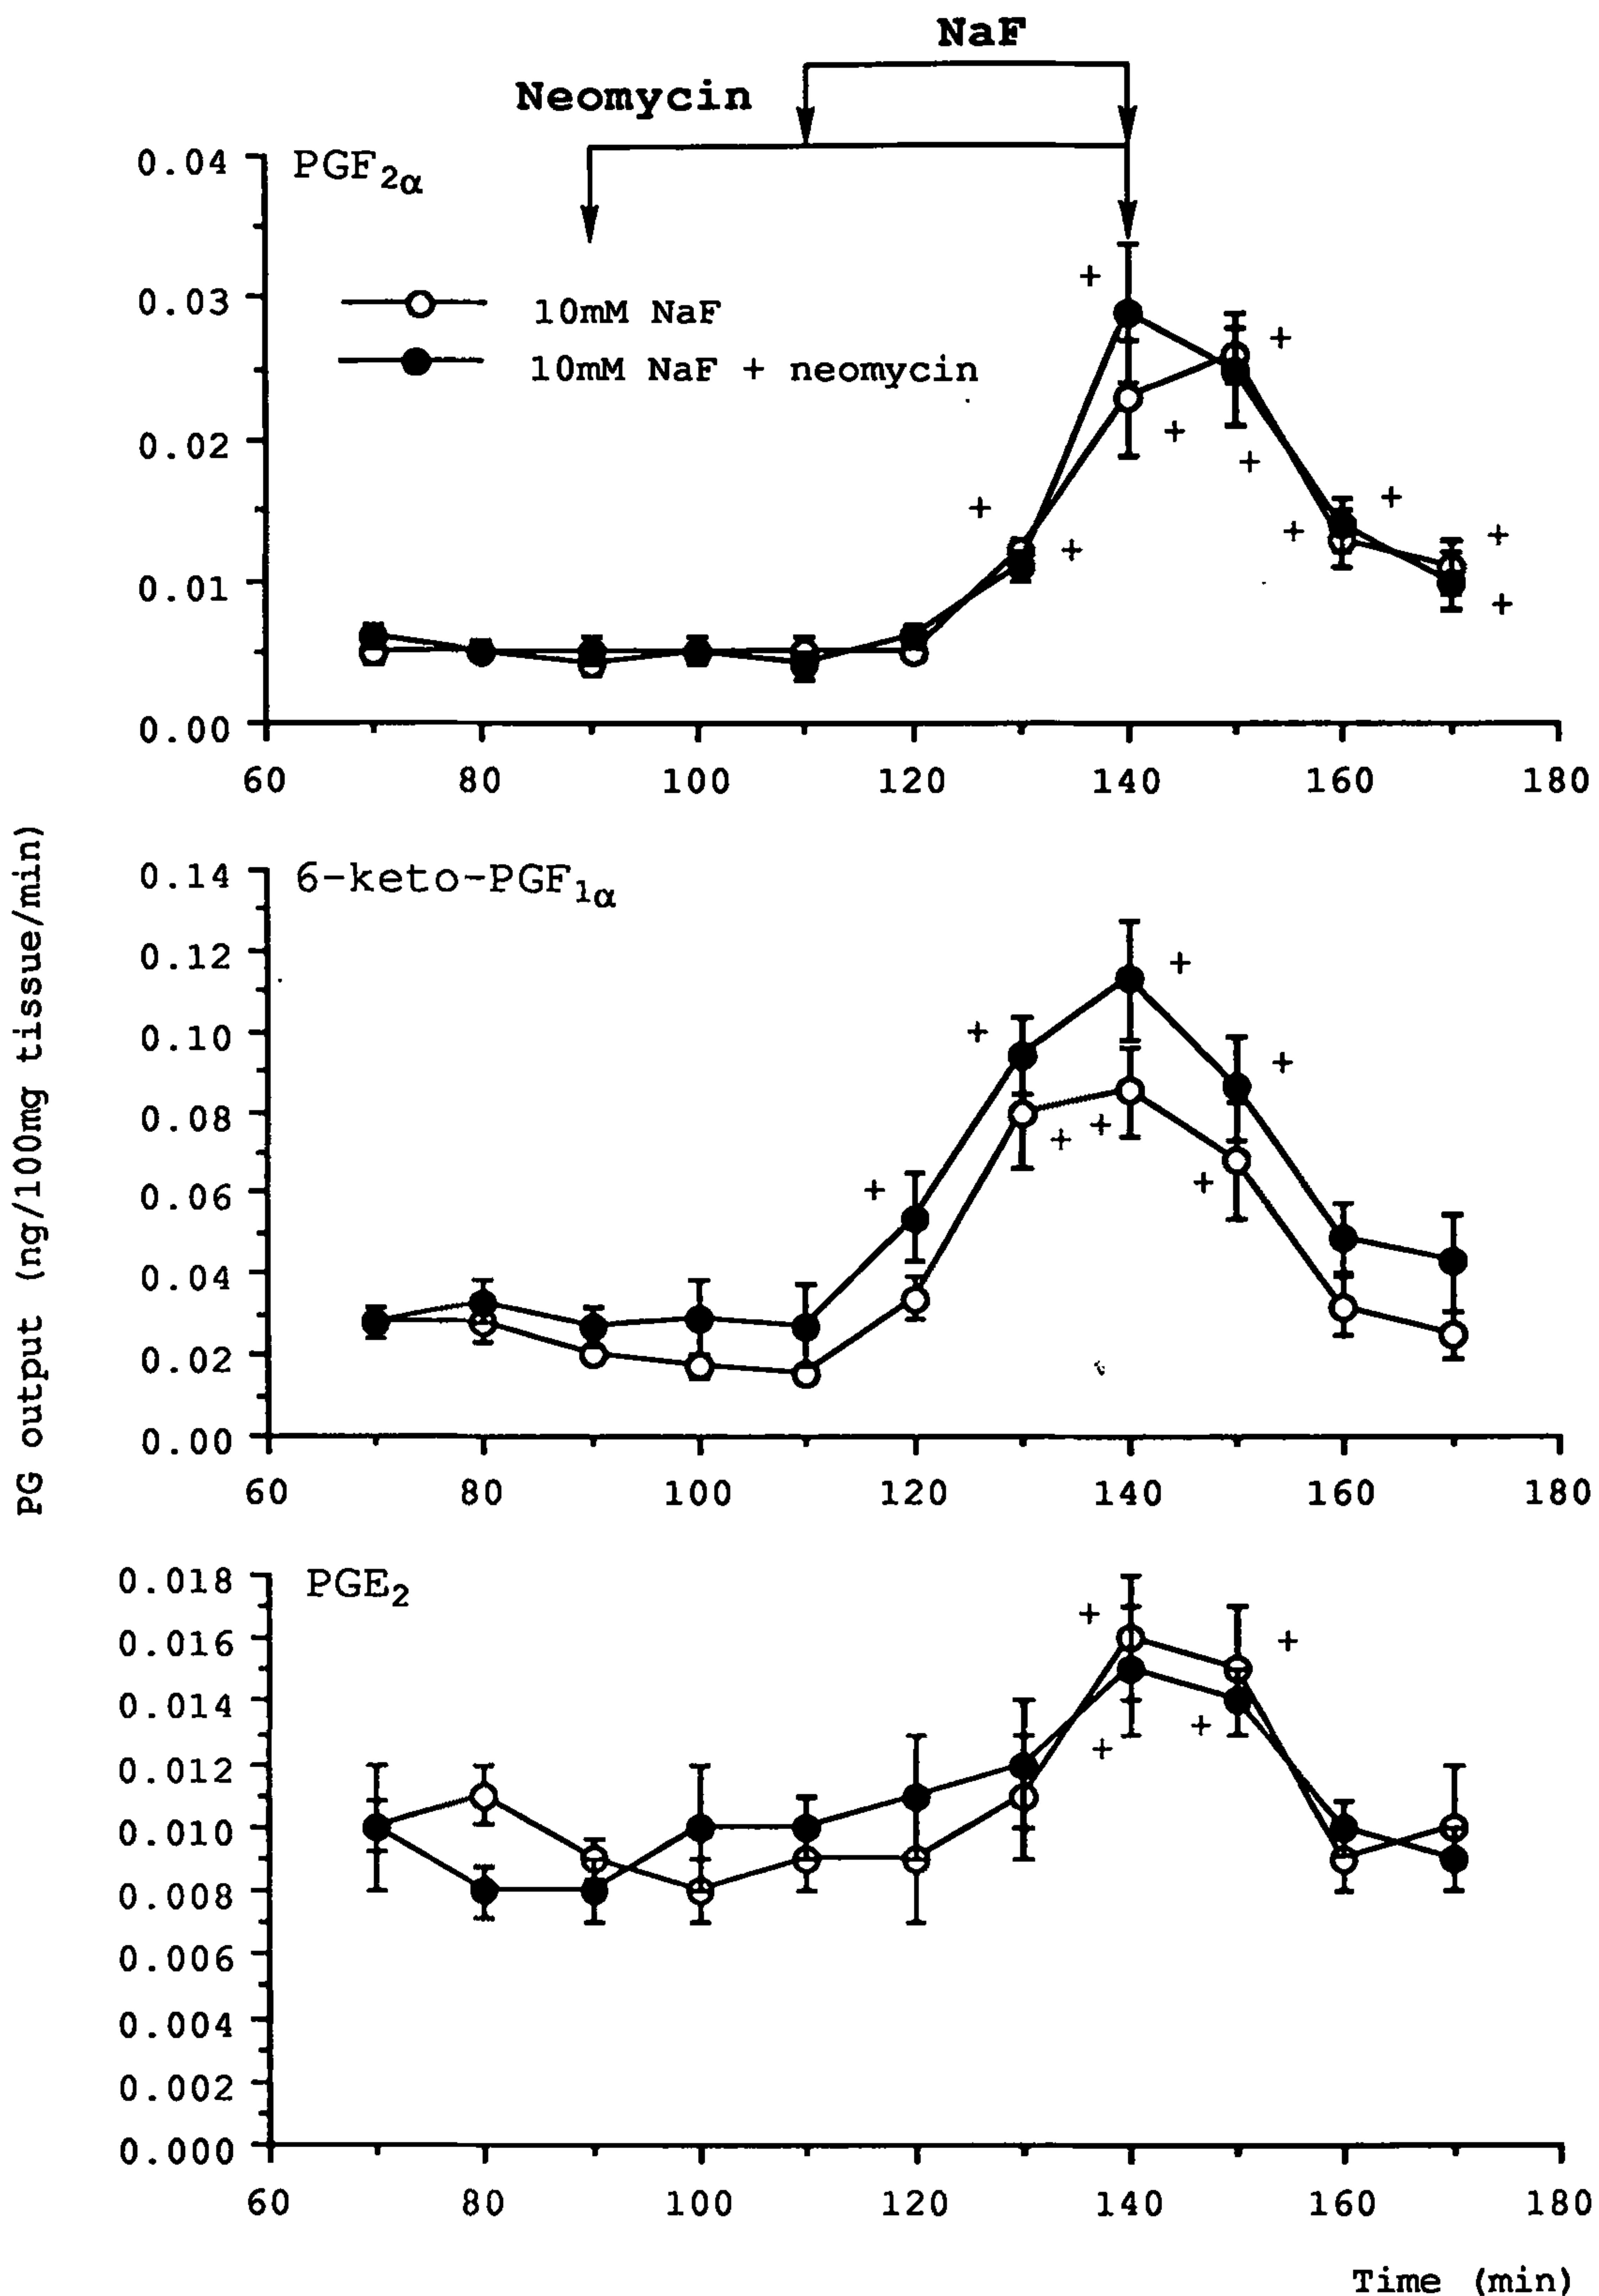 NaF
Neomycin
0.04
PGF2α
0.03
10mM NaF
10mM NaF + neomycin
0.02
0.01
0.00
60 80 100 120 140 160 180
PG output (ng/100mg tissue/min)
0.14
6-keto-PGF1α
0.12
0.10
0.08
0.06
0.04
0.02
0.00
60 80 100 120 140 160 180
0.018
PGE2
0.016
0.014
0.012
0.010
0.008
0.006
0.004
0.002
0.000
60 80 100 120 140 160 180
Time (min)